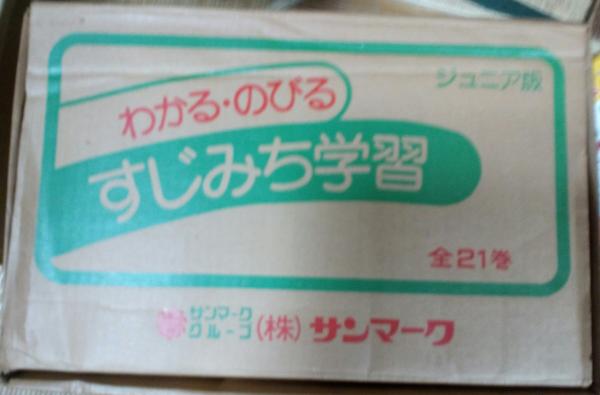 ジュニア版
わかる・のびる
すじみち学習
全21巻
サンマーク
グループ
(株) サンマーク